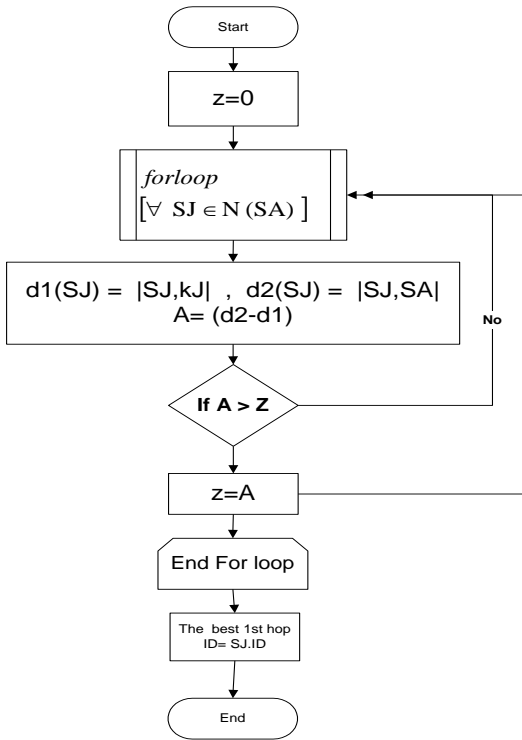 Start
z=0
forloop
[∀ SJ ∈ N (SA) ]
d1(SJ) = |SJ,kJ| , d2(SJ) = |SJ,SA|
A= (d2-d1)
No
If A > Z
z=A
End For loop
The best 1st hop
ID= SJ.ID
End